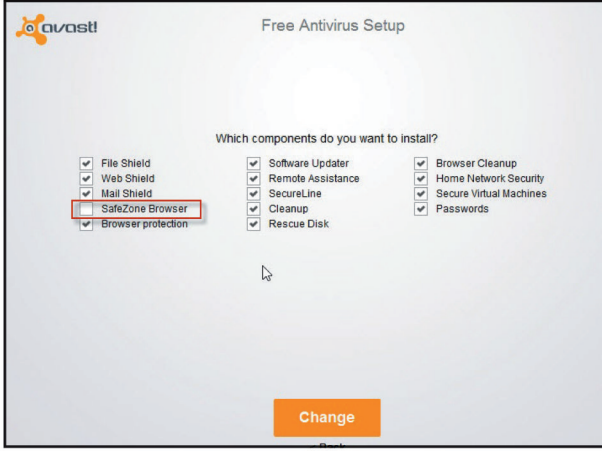 avast!
Free Antivirus Setup
Which components do you want to install?
File Shield
Web Shield
Mail Shield
SafeZone Browser
Browser protection
Software Updater
Remote Assistance
SecureLine
Cleanup
Rescue Disk
Browser Cleanup
Home Network Security
Secure Virtual Machines
Passwords
Change